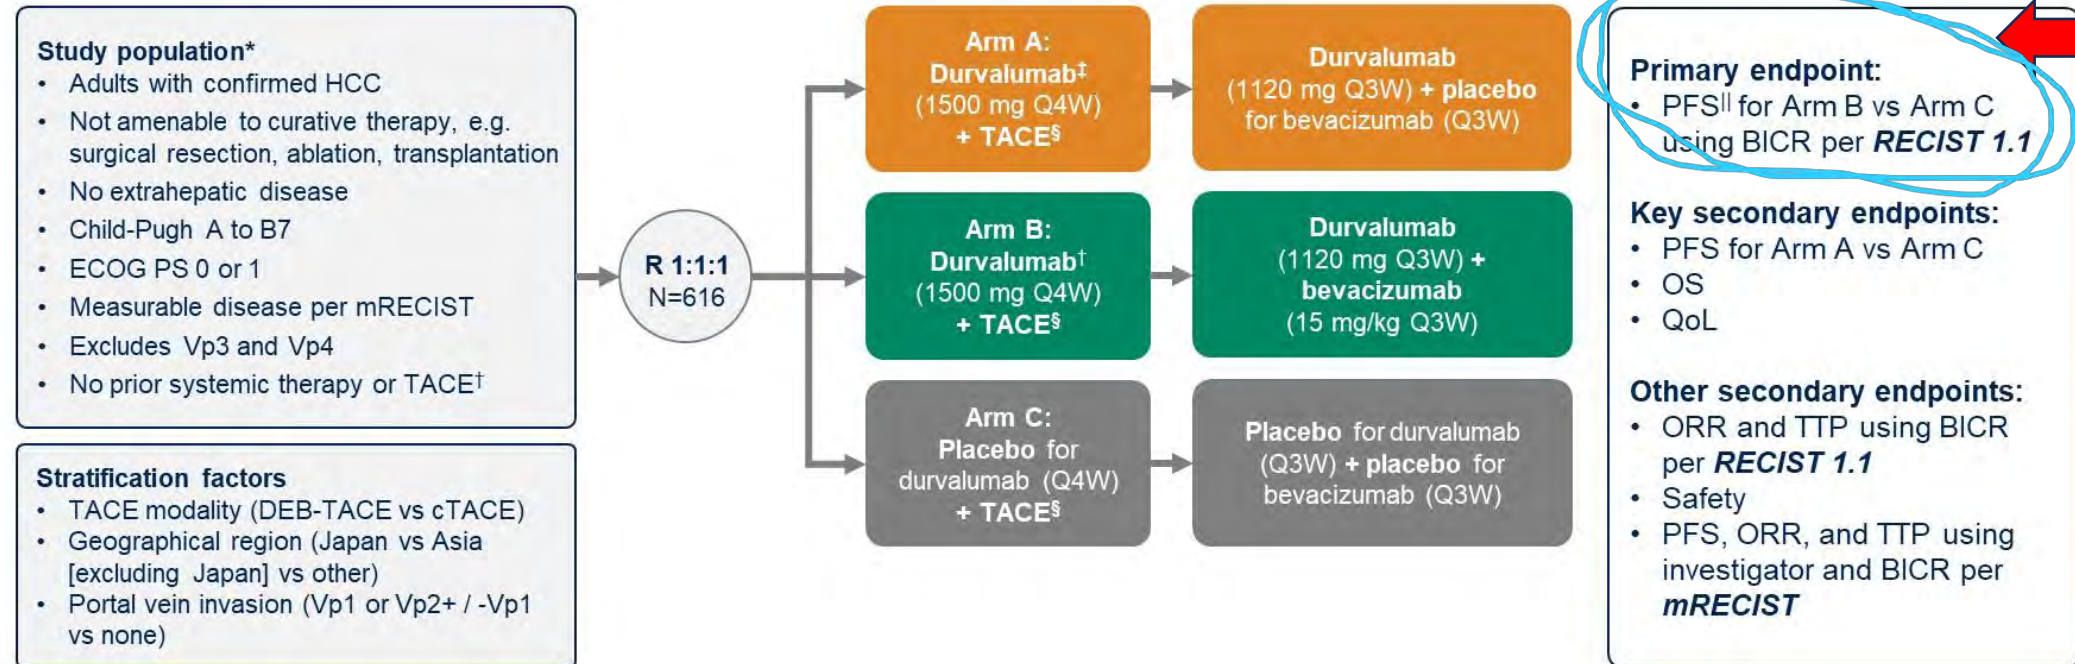 Study population*
• Adults with confirmed HCC
• Not amenable to curative therapy, e.g.
surgical resection, ablation, transplantation
• No extrahepatic disease
• Child-Pugh A to B7
• ECOG PS 0 or 1
• Measurable disease per mRECIST
• Excludes Vp3 and Vp4
• No prior systemic therapy or TACE†
Stratification factors
• TACE modality (DEB-TACE vs cTACE)
• Geographical region (Japan vs Asia
[excluding Japan] vs other)
• Portal vein invasion (Vp1 or Vp2+ / -Vp1
vs none)
R 1:1:1
N=616
Arm A:
Durvalumab‡
(1500 mg Q4W)
+ TACE§
Durvalumab
(1120 mg Q3W) + placebo
for bevacizumab (Q3W)
Arm B:
Durvalumab†
(1500 mg Q4W)
+ TACE§
Durvalumab
(1120 mg Q3W) +
bevacizumab
(15 mg/kg Q3W)
Arm C:
Placebo for
durvalumab (Q4W)
+ TACE§
Placebo for durvalumab
(Q3W) + placebo for
bevacizumab (Q3W)
Primary endpoint:
• PFS|| for Arm B vs Arm C
using BICR per RECIST 1.1
Key secondary endpoints:
• PFS for Arm A vs Arm C
• OS
• QoL
Other secondary endpoints:
• ORR and TTP using BICR
per RECIST 1.1
• Safety
• PFS, ORR, and TTP using
investigator and BICR per
mRECIST